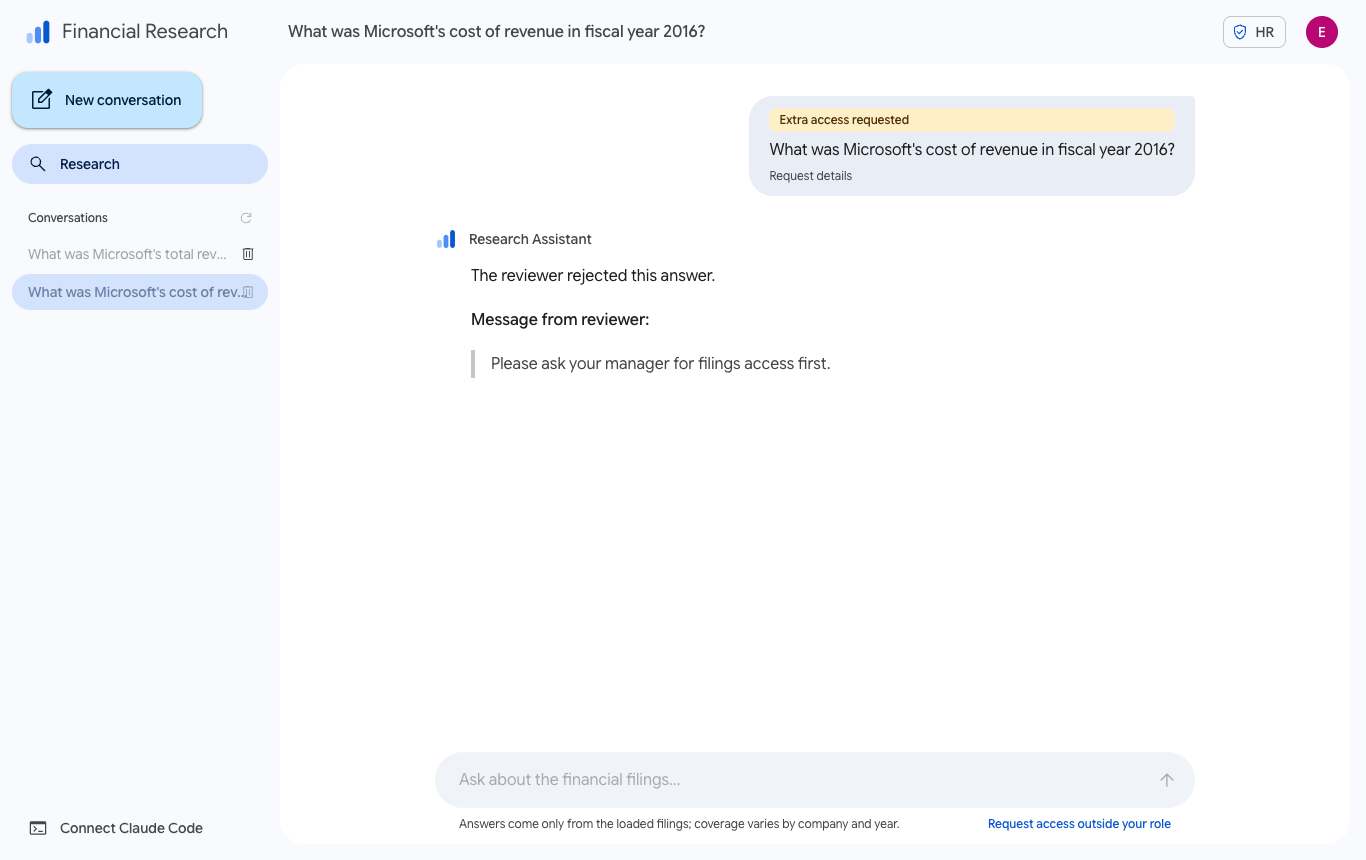 Financial Research
What was Microsoft's cost of revenue in fiscal year 2016?
HR
E
New conversation
Research
Conversations
What was Microsoft's total rev...
What was Microsoft's cost of rev...
Extra access requested
What was Microsoft's cost of revenue in fiscal year 2016?
Request details
Research Assistant
The reviewer rejected this answer.
Message from reviewer:
Please ask your manager for filings access first.
Ask about the financial filings...
Answers come only from the loaded filings; coverage varies by company and year.
Request access outside your role
Connect Claude Code